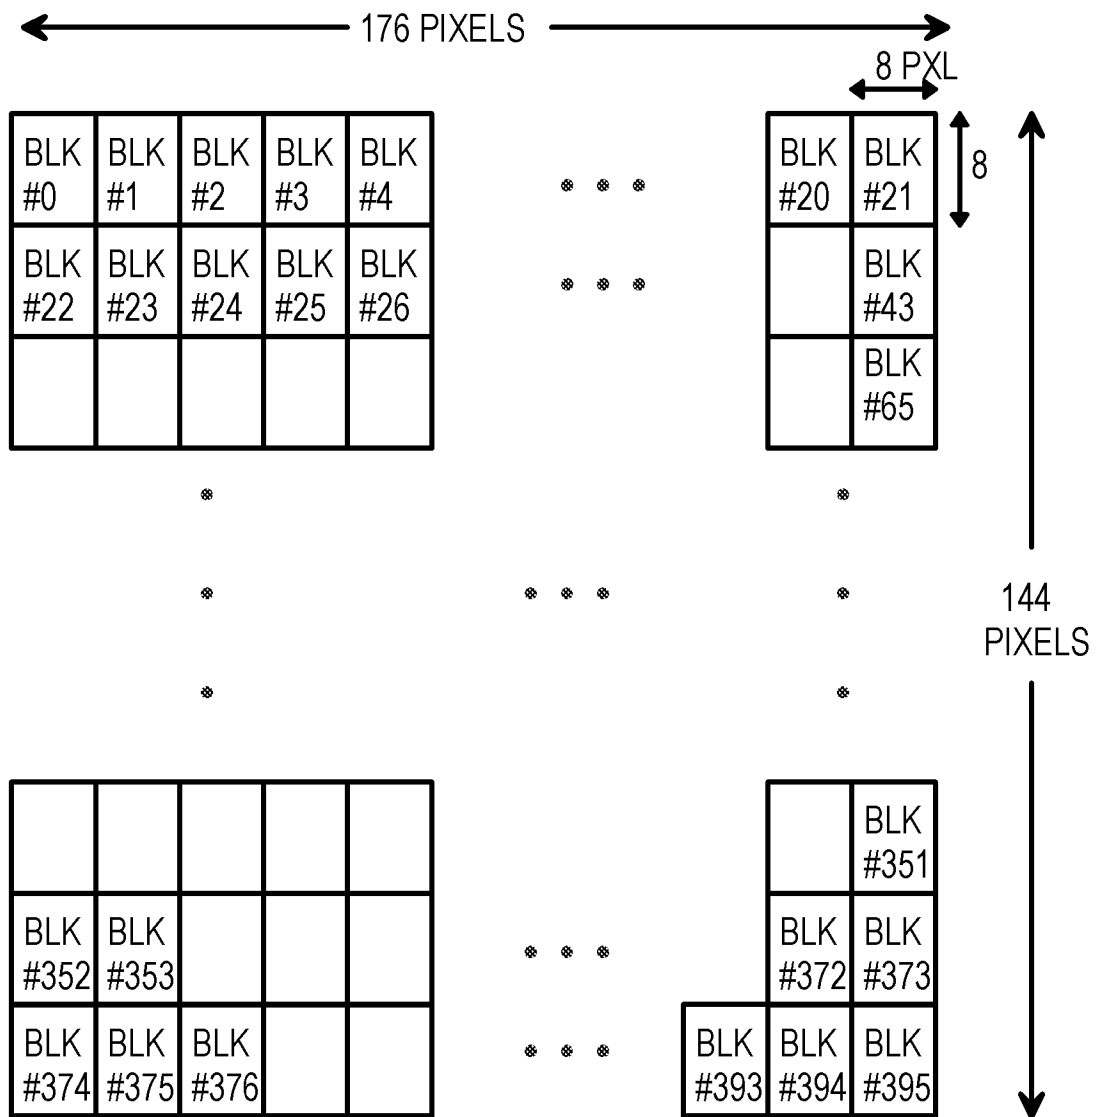 176 PIXELS
8 PXL
BLK BLK BLK BLK BLK BLK BLK
#0 #1 #2 #3 #4 #20 #21
8
BLK BLK BLK BLK BLK BLK
#22 #23 #24 #25 #26 #43
BLK
#65
144
PIXELS
BLK
#351
BLK BLK BLK BLK
#352 #353 #372 #373
BLK BLK BLK BLK BLK BLK
#374 #375 #376 #393 #394 #395